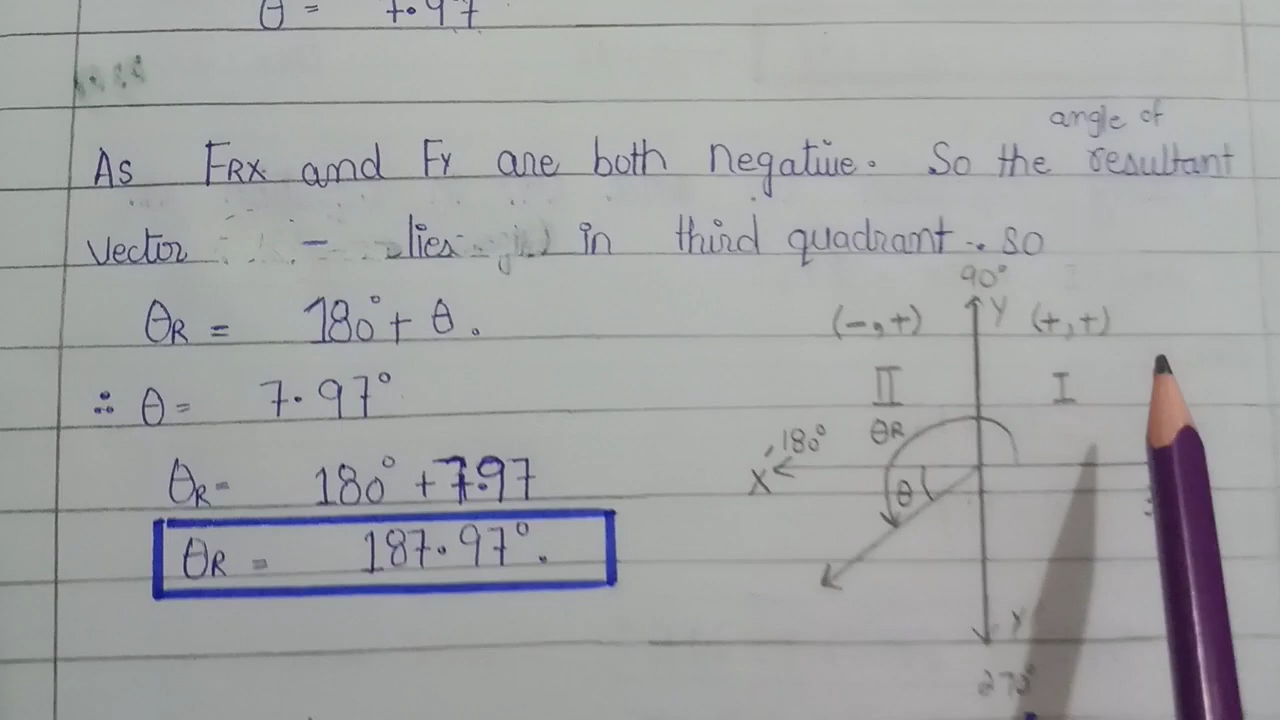 θ = 7.97
angle of
As FRX and FY are both negative. So the resultant
vector lies in third quadrant. so
θR = 180° + θ.
∴ θ = 7.97°
θR = 180° + 7.97
θR = 187.97°.
90°
(-,+) Y (+,+)
II I
180° θR
X θ
Y
270°